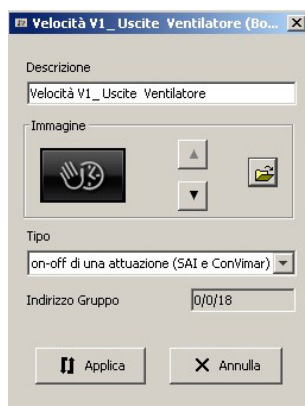 Velocità V1_ Uscite Ventilatore (Bo...
Descrizione
Velocità V1_ Uscite Ventilatore
Immagine
Tipo
on-off di una attuazione (SAI e ConVimar)
Indirizzo Gruppo
0/0/18
Applica
Annulla